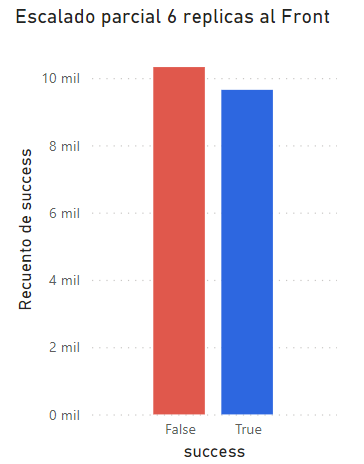 Escalado parcial 6 replicas al Front
10 mil
8 mil
6 mil
4 mil
2 mil
0 mil
Recuento de success
False True
success